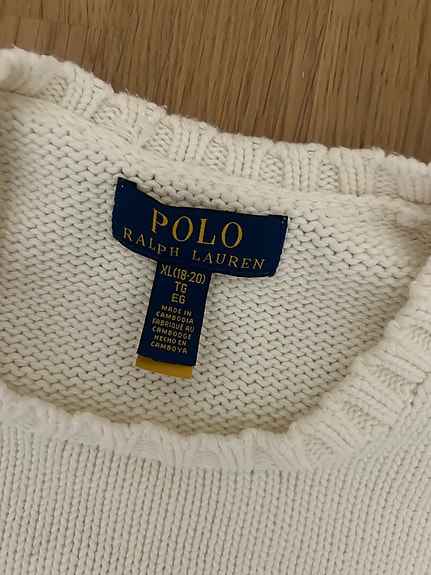 POLO
RALPH LAUREN
XL(18-20)
TG
EG
MADE IN
CAMBODIA
FABRIQUÉ AU
CAMBODGE
HECHO EN
CAMBOYA